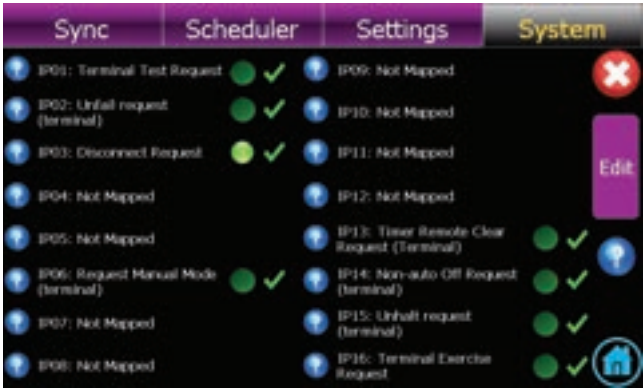 Sync Scheduler Settings System
IP01: Terminal Test Request
IP02: Unfail request
(terminal)
IP03: Disconnect Request
IP04: Not Mapped
IP05: Not Mapped
IP06: Request Manual Mode
(terminal)
IP07: Not Mapped
IP08: Not Mapped
IP09: Not Mapped
IP10: Not Mapped
IP11: Not Mapped
IP12: Not Mapped
IP13: Timer Remote Clear
Request (Terminal)
IP14: Non-auto Off Request
(terminal)
IP15: Unhalt request
(terminal)
IP16: Terminal Exercise
Request
Edit